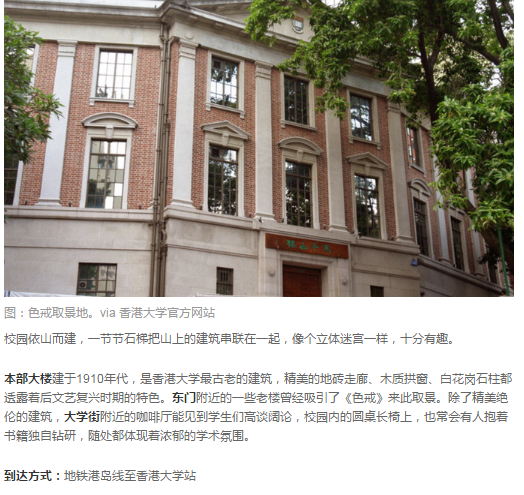 图：色戒取景地。via 香港大学官方网站
校园依山而建，一节节石梯把山上的建筑串联在一起，像个立体迷宫一样，十分有趣。
本部大楼建于1910年代，是香港大学最古老的建筑，精美的地砖走廊、木质拱窗、白花岗石柱都
透露着后文艺复兴时期的特色。东门附近的一些老楼曾经吸引了《色戒》来此取景。除了精美绝
伦的建筑，大学街附近的咖啡厅能见到学生们高谈阔论，校园内的圆桌长椅上，也常会有人抱着
书籍独自钻研，随处都体现着浓郁的学术氛围。
到达方式：地铁港岛线至香港大学站